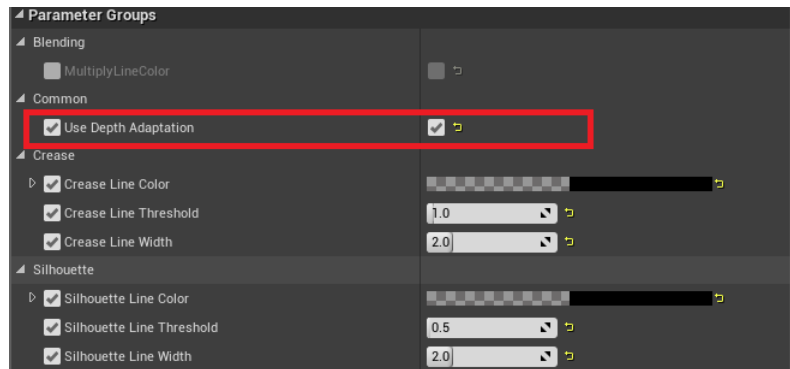 Parameter Groups
Blending
MultiplyLineColor
Common
Use Depth Adaptation
Crease
Crease Line Color
Crease Line Threshold 1.0
Crease Line Width 2.0
Silhouette
Silhouette Line Color
Silhouette Line Threshold 0.5
Silhouette Line Width 2.0